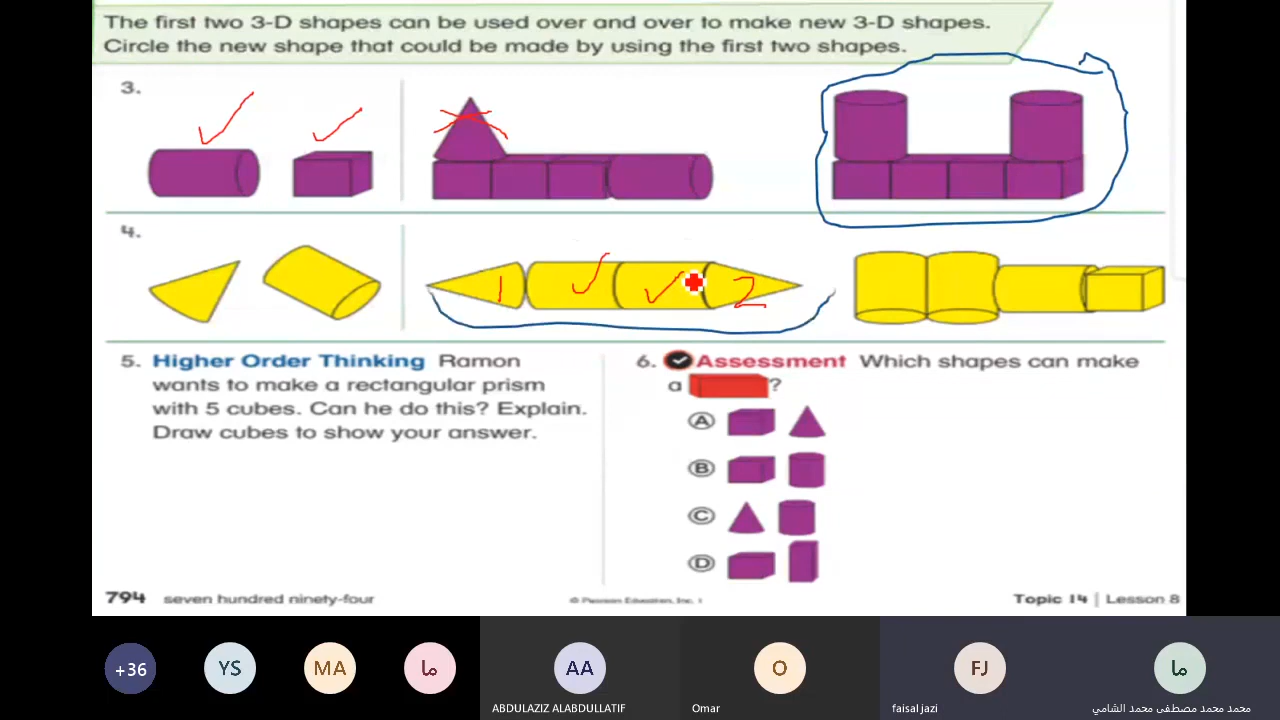 The first two 3-D shapes can be used over and over to make new 3-D shapes.
Circle the new shape that could be made by using the first two shapes.
3.
4.
1
2
5. Higher Order Thinking Ramon
wants to make a rectangular prism
with 5 cubes. Can he do this? Explain.
Draw cubes to show your answer.
6. Assessment Which shapes can make
a ?
A
B
C
D
794 seven hundred ninety-four
© Pearson Education, Inc. 1
Topic 14 | Lesson 8
+36
YS
MA
ما
AA
O
FJ
ما
ABDULAZIZ ALABDULLATIF
Omar
faisal jazi
محمد محمد مصطفى محمد الشامي